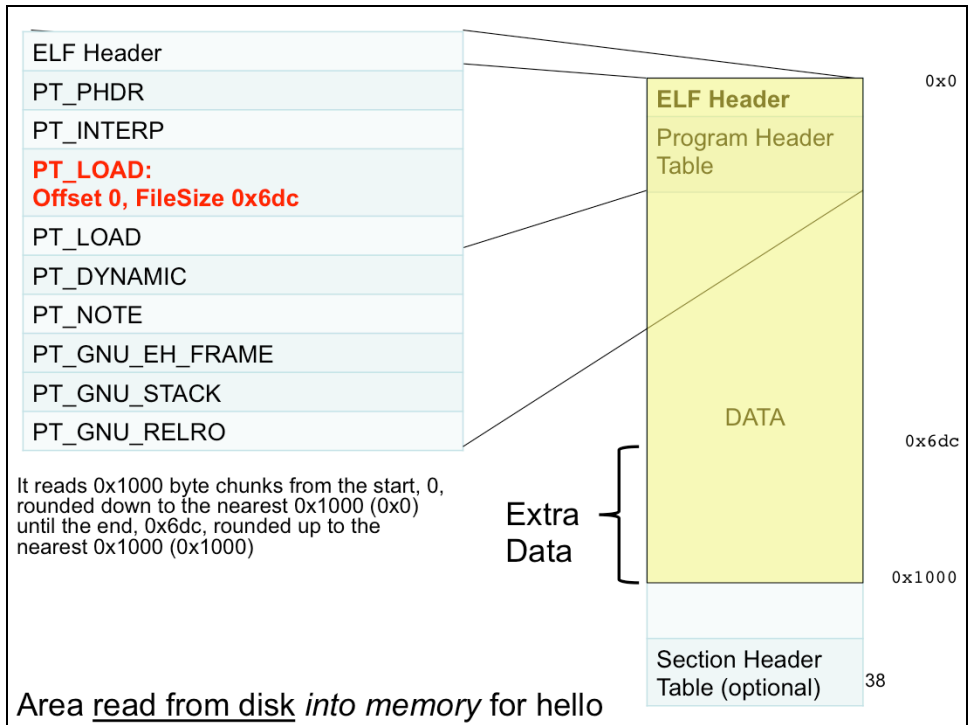 ELF Header
PT_PHDR
PT_INTERP
PT_LOAD:
Offset 0, FileSize 0x6dc
PT_LOAD
PT_DYNAMIC
PT_NOTE
PT_GNU_EH_FRAME
PT_GNU_STACK
PT_GNU_RELRO
It reads 0x1000 byte chunks from the start, 0,
rounded down to the nearest 0x1000 (0x0)
until the end, 0x6dc, rounded up to the
nearest 0x1000 (0x1000)
Extra
Data
ELF Header
Program Header
Table
DATA
Section Header
Table (optional)
0x0
0x6dc
0x1000
38
Area read from disk into memory for hello